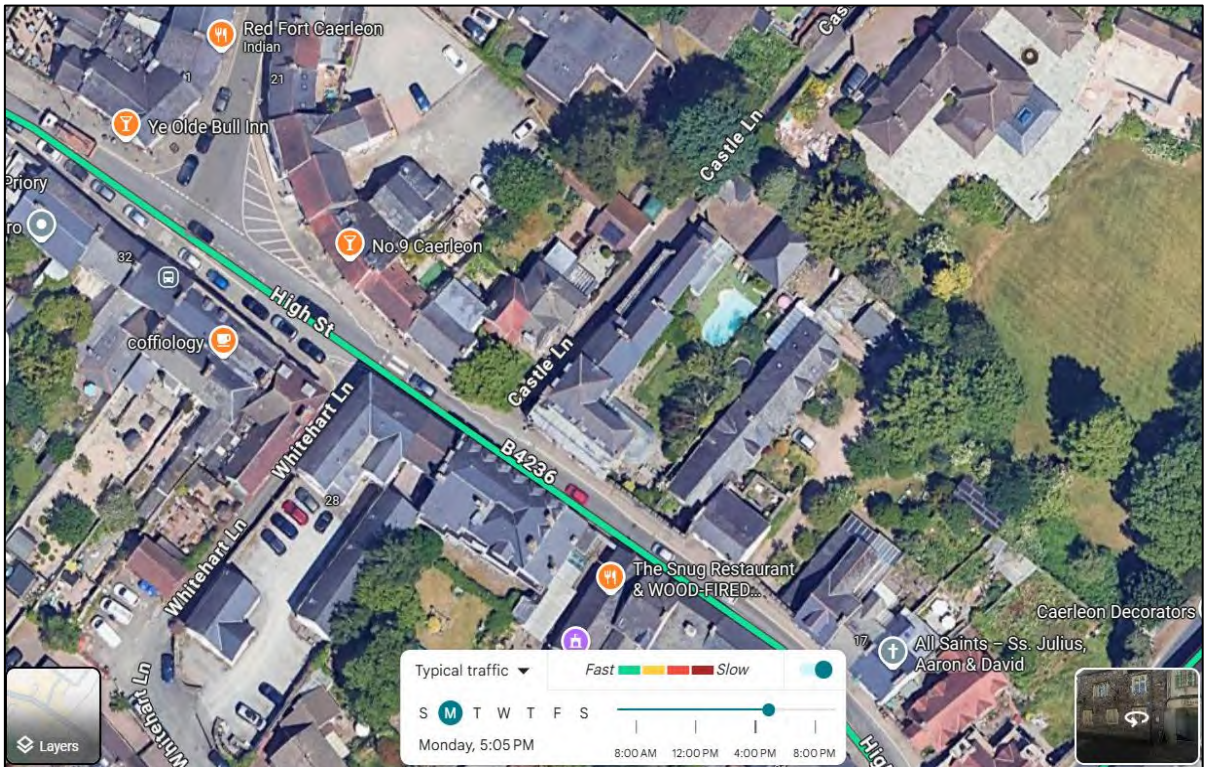 Red Fort Caerleon
Indian
1
21
Ye Olde Bull Inn
Cas
Castle Ln
Priory
ro
No.9 Caerleon
32
High St
coffiology
Castle Ln
Whitehart Ln
B4236
28
Whitehart Ln
The Snug Restaurant
& WOOD-FIRED...
Caerleon Decorators
17
All Saints – Ss. Julius,
Aaron & David
Whitehart Ln
Typical traffic
Fast
Slow
S M T W T F S
Monday, 5:05 PM
8:00 AM 12:00 PM 4:00 PM 8:00 PM
Hig
Layers